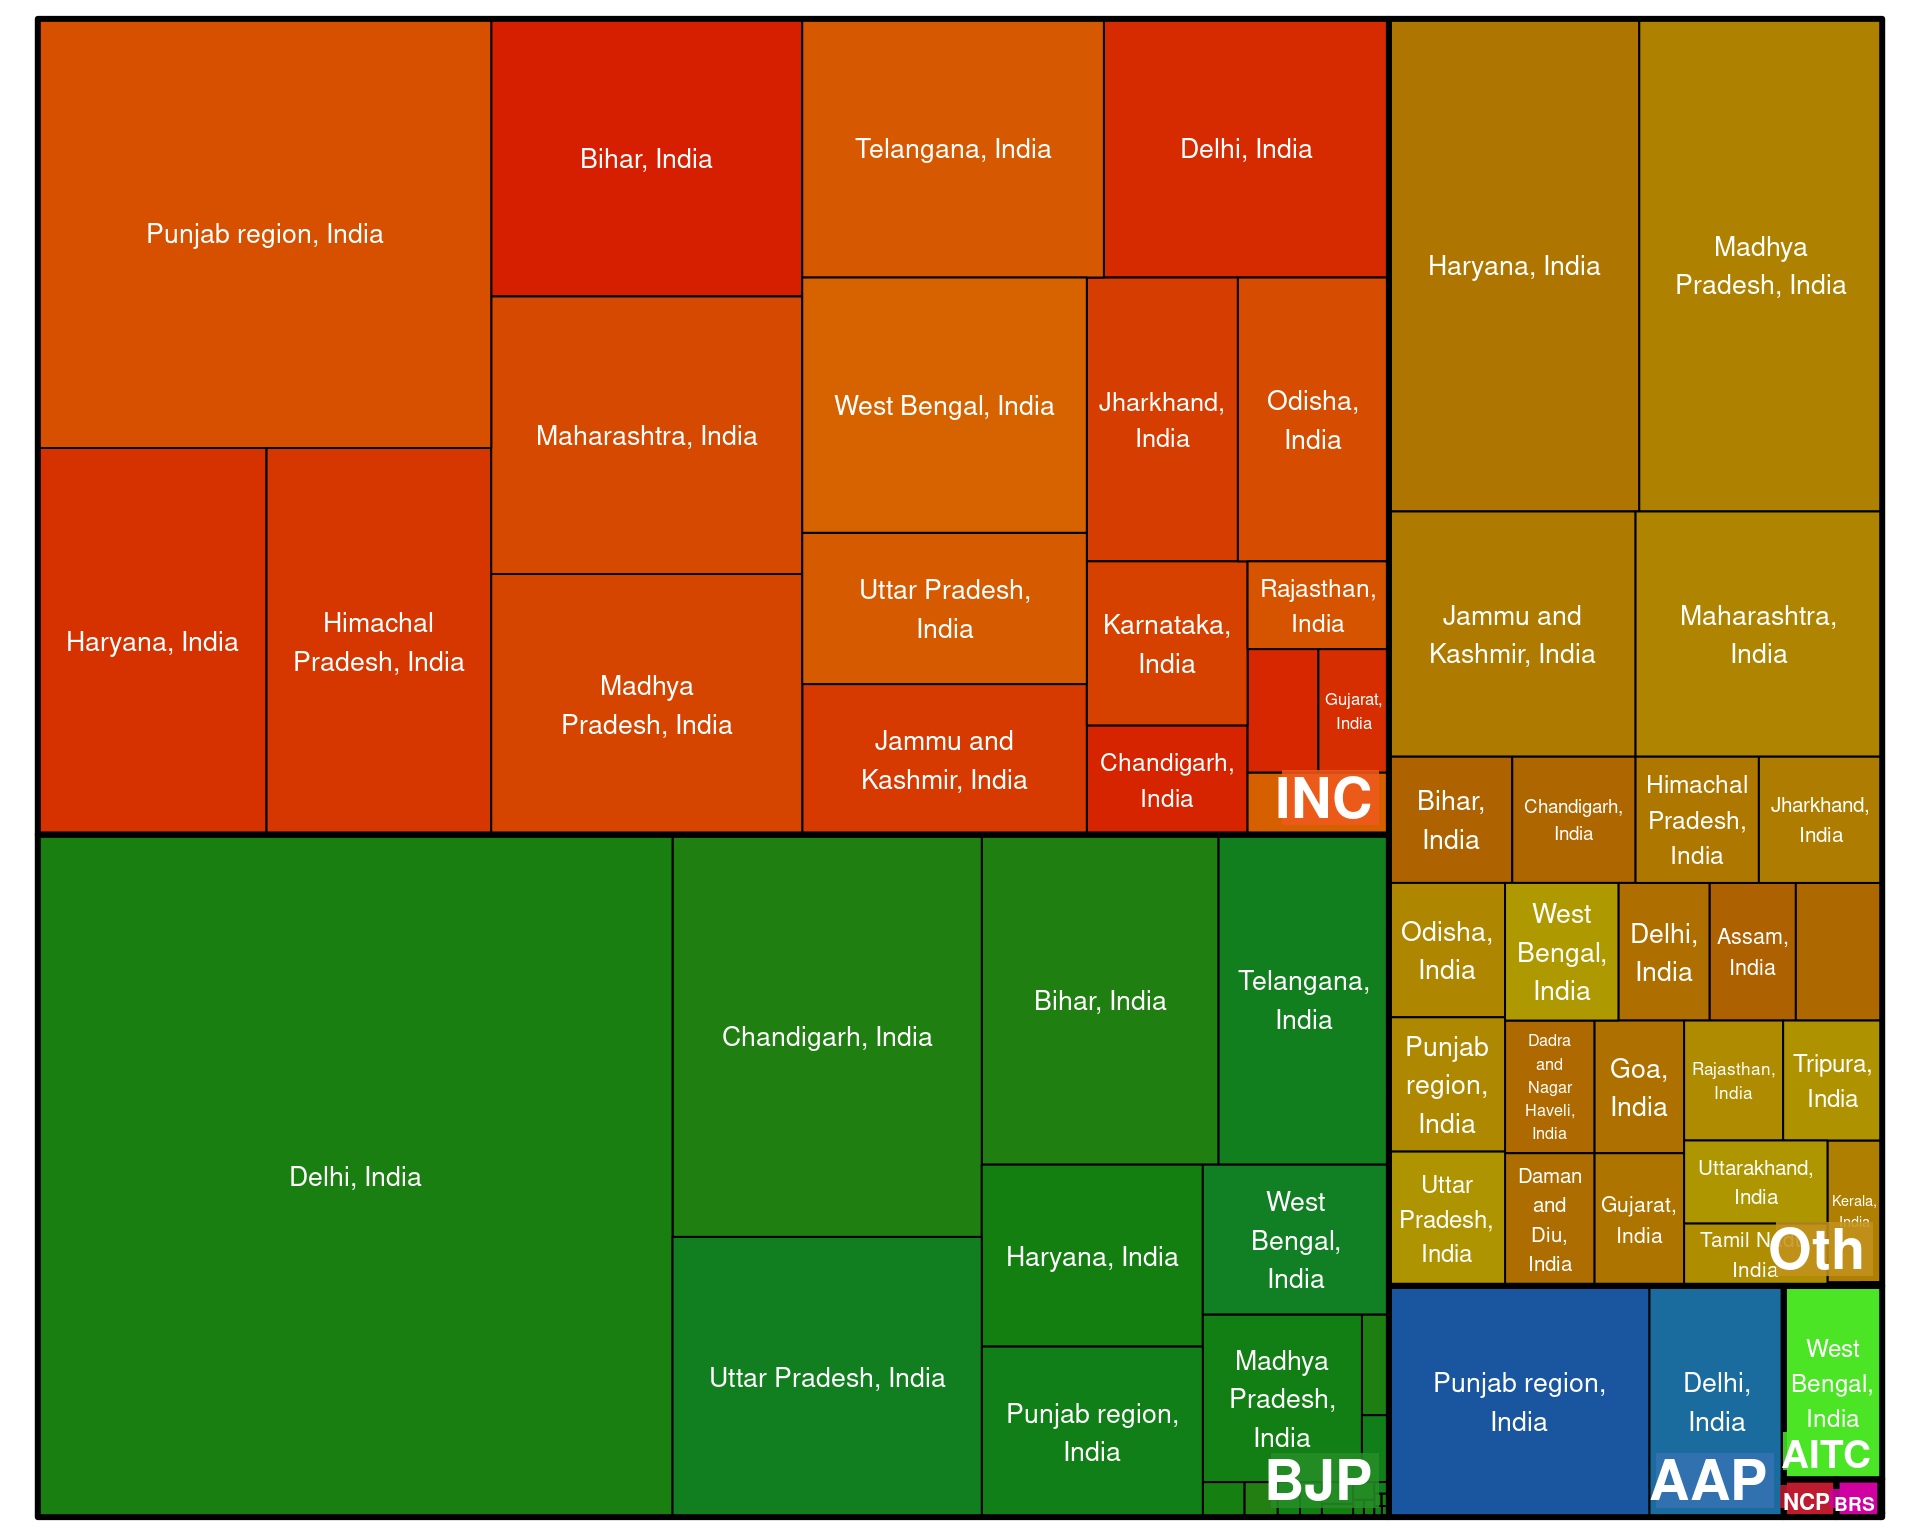 Punjab region, India
Bihar, India
Telangana, India
Delhi, India
Haryana, India
Himachal
Pradesh, India
Maharashtra, India
Madhya
Pradesh, India
West Bengal, India
Jharkhand,
India
Odisha,
India
Uttar Pradesh,
India
Karnataka,
India
Rajasthan,
India
Jammu and
Kashmir, India
Chandigarh,
India
Gujarat,
India
INC
Haryana, India
Madhya
Pradesh, India
Jammu and
Kashmir, India
Maharashtra,
India
Bihar,
India
Chandigarh,
India
Himachal
Pradesh,
India
Jharkhand,
India
Odisha,
India
West
Bengal,
India
Delhi,
India
Assam,
India
Punjab
region,
India
Dadra
and
Nagar
Haveli,
India
Goa,
India
Rajasthan,
India
Tripura,
India
Uttar
Pradesh,
India
Daman
and
Diu,
India
Gujarat,
India
Uttarakhand,
India
Kerala,
India
Tamil Nadu,
India
Oth
Delhi, India
Chandigarh, India
Bihar, India
Telangana,
India
Uttar Pradesh, India
Haryana, India
West
Bengal,
India
Punjab region,
India
Madhya
Pradesh,
India
BJP
Punjab region,
India
Delhi,
India
AAP
West
Bengal,
India
AITC
NCP
BRS